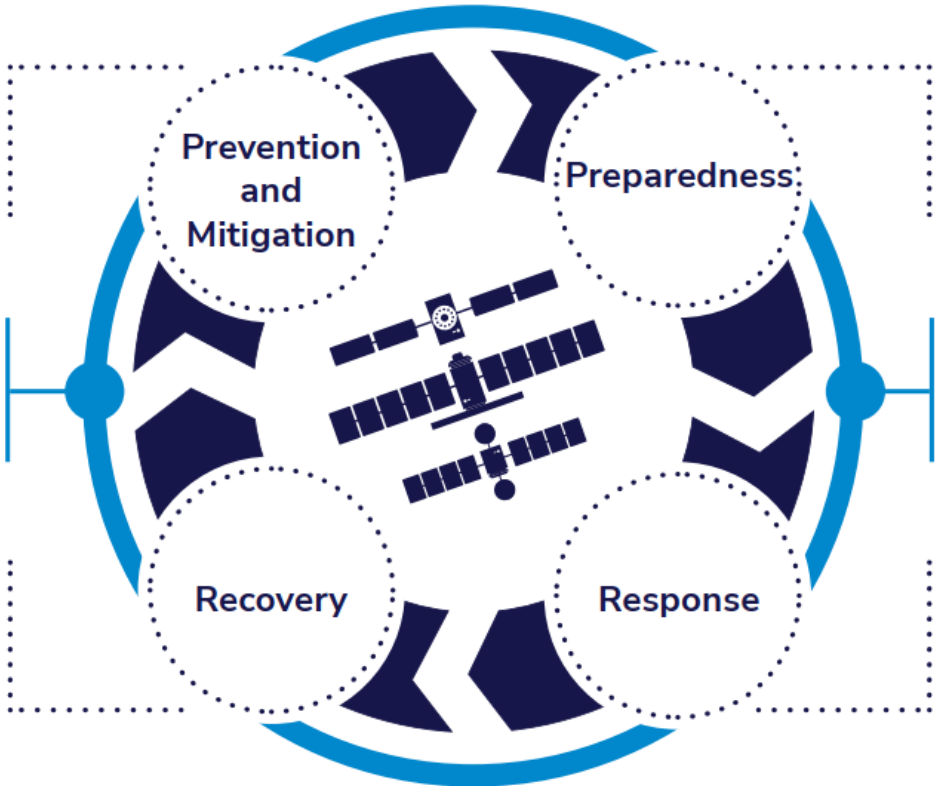 Prevention
and
Mitigation
Preparedness
Recovery
Response